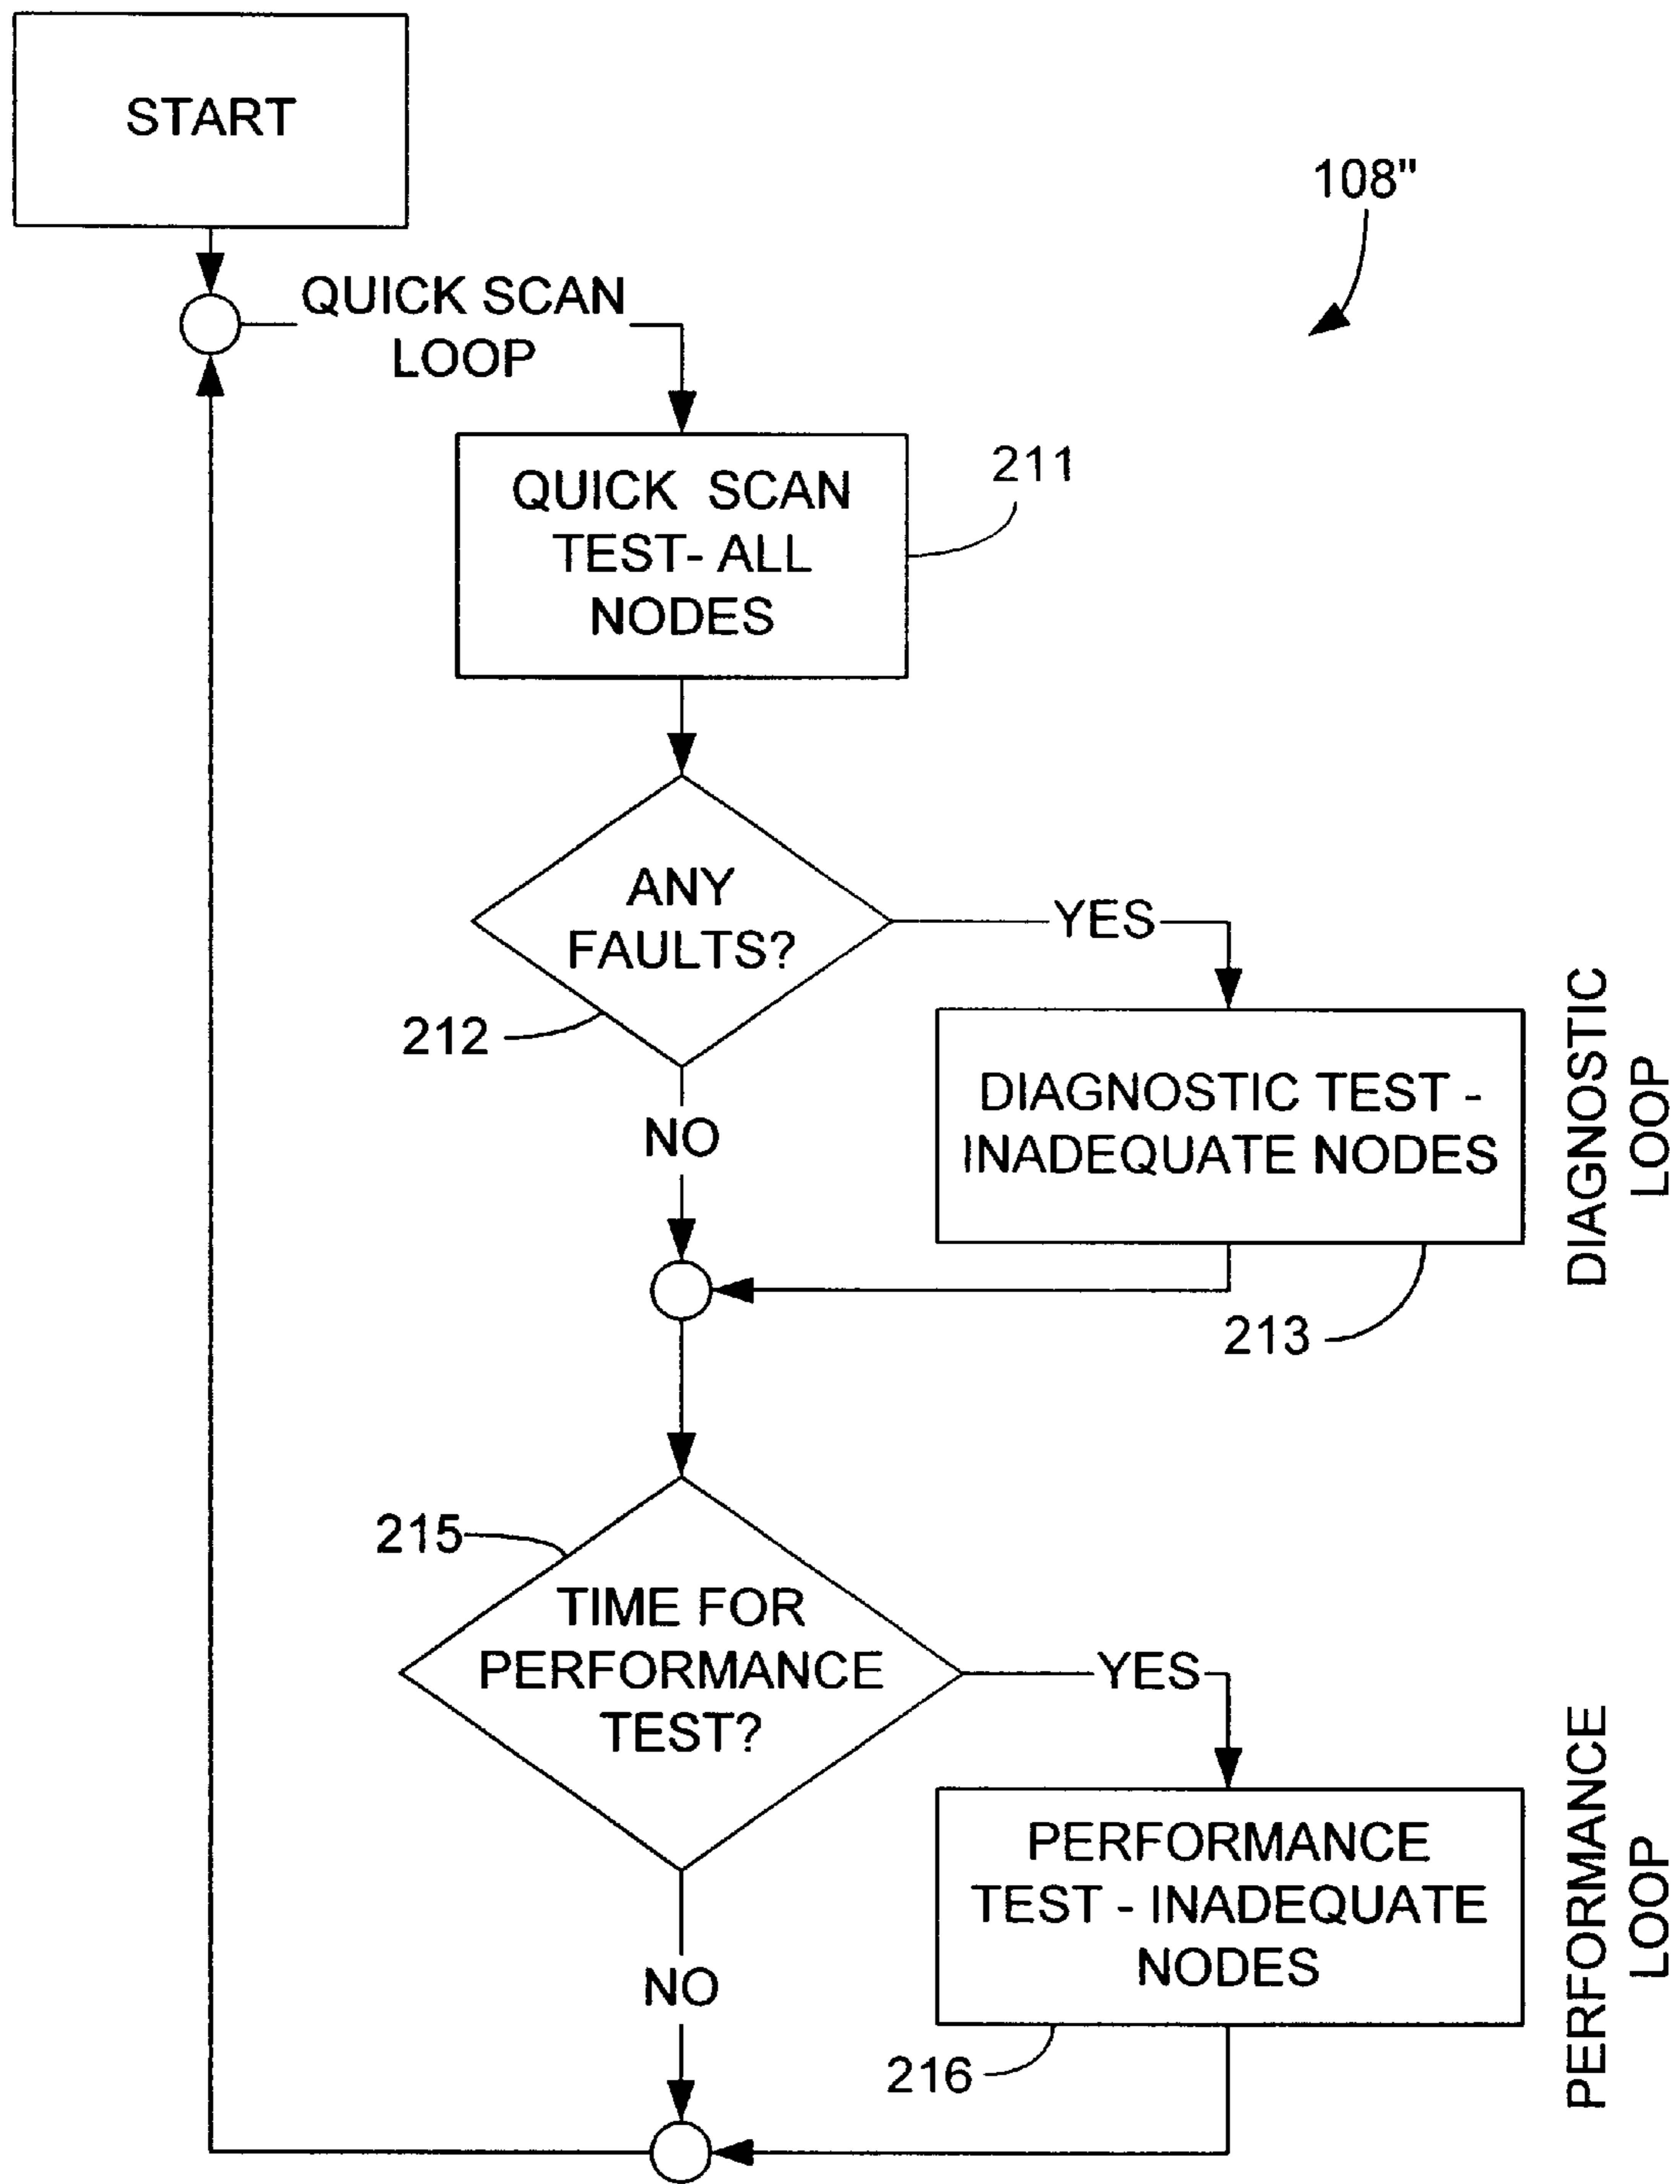 START
108"
QUICK SCAN
LOOP
QUICK SCAN
TEST- ALL
NODES
211
ANY
FAULTS?
YES
212
NO
DIAGNOSTIC TEST -
INADEQUATE NODES
DIAGNOSTIC
LOOP
213
215
TIME FOR
PERFORMANCE
TEST?
YES
NO
PERFORMANCE
TEST - INADEQUATE
NODES
PERFORMANCE
LOOP
216